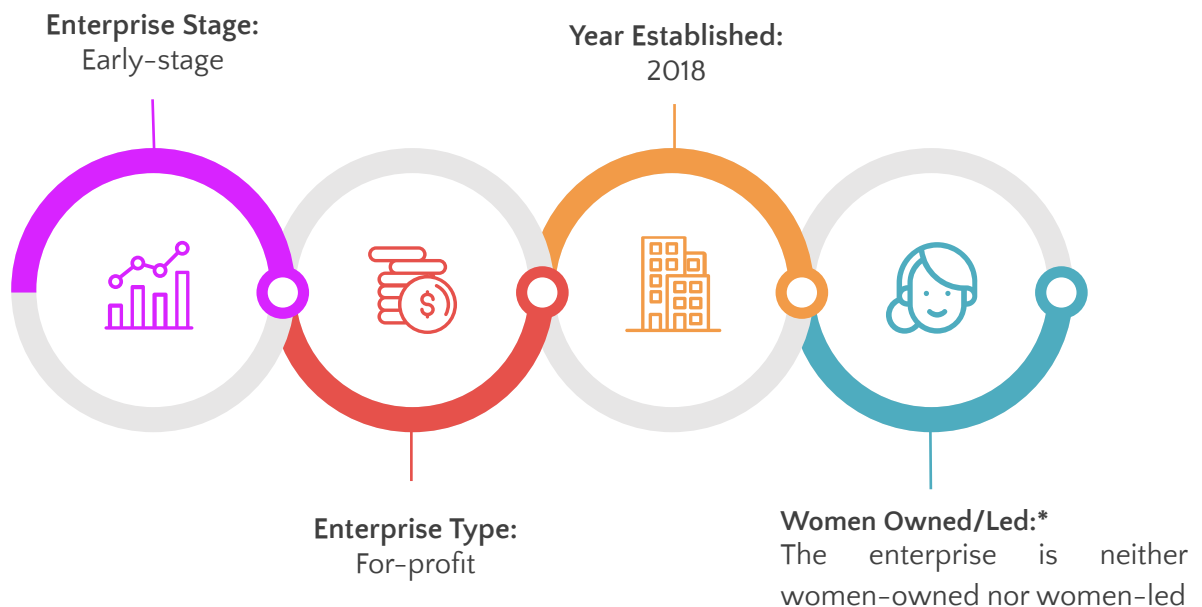 Enterprise Stage:
Early-stage
Year Established:
2018
$
Enterprise Type:
For-profit
Women Owned/Led:*
The enterprise is neither
women-owned nor women-led